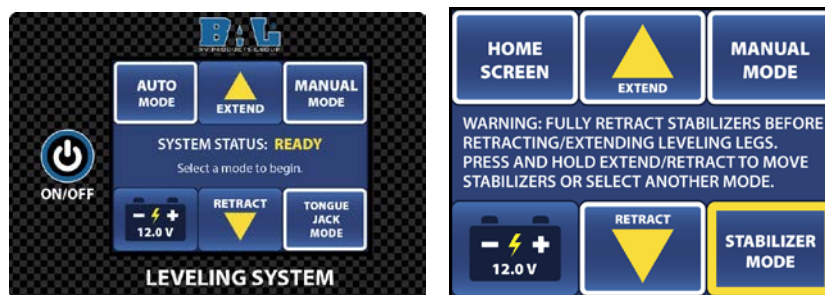 BAL
RV PRODUCTS GROUP
AUTO
MODE
EXTEND
MANUAL
MODE
SYSTEM STATUS: READY
Select a mode to begin.
ON/OFF
- +
12.0 V
RETRACT
TONGUE
JACK
MODE
LEVELING SYSTEM
HOME
SCREEN
EXTEND
MANUAL
MODE
WARNING: FULLY RETRACT STABILIZERS BEFORE
RETRACTING/EXTENDING LEVELING LEGS.
PRESS AND HOLD EXTEND/RETRACT TO MOVE
STABILIZERS OR SELECT ANOTHER MODE.
- +
12.0 V
RETRACT
STABILIZER
MODE